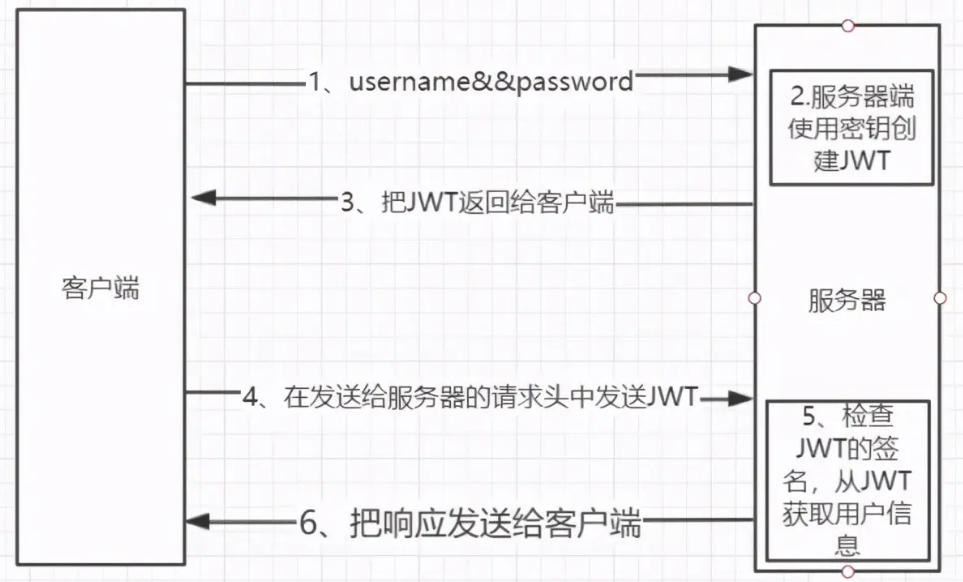 1、username&&password
2.服务器端
使用密钥创
建JWT
3、把JWT返回给客户端
客户端
服务器
4、在发送给服务器的请求头中发送JWT
5、检查
JWT的签
名，从JWT
获取用户信
息
6、把响应发送给客户端